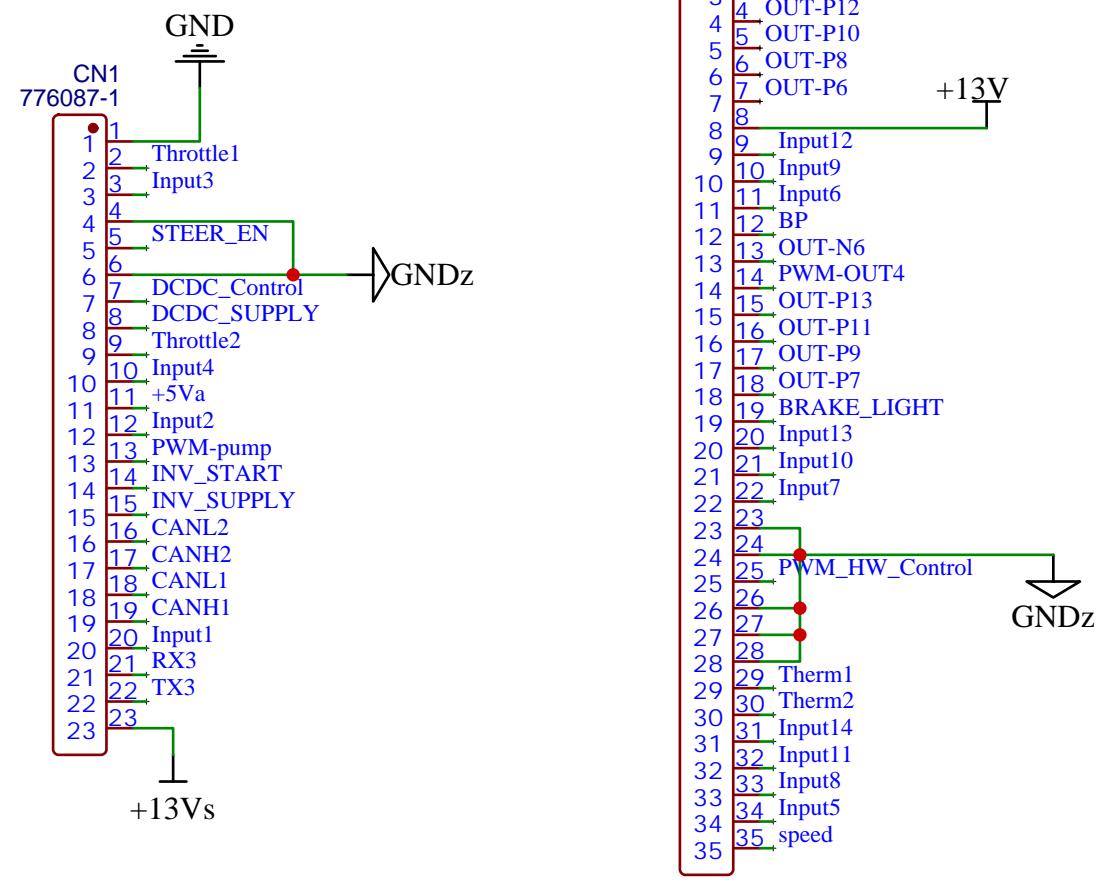 GND
CN1
776087-1
1 1
2 2 Throttle1
3 3 Input3
4 4
5 5 STEER_EN
6 6
GNDz
7 7 DCDC_Control
8 8 DCDC_SUPPLY
9 9 Throttle2
10 10 Input4
11 11 +5Va
12 12 Input2
13 13 PWM-pump
14 14 INV_START
15 15 INV_SUPPLY
16 16 CANL2
17 17 CANH2
18 18 CANL1
19 19 CANH1
20 20 Input1
21 21 RX3
22 22 TX3
23 23
+13Vs
4 4 OUT-P12
5 5 OUT-P10
6 6 OUT-P8
7 7 OUT-P6
+13V
8 8
9 9 Input12
10 10 Input9
11 11 Input6
12 12 BP
13 13 OUT-N6
14 14 PWM-OUT4
15 15 OUT-P13
16 16 OUT-P11
17 17 OUT-P9
18 18 OUT-P7
19 19 BRAKE_LIGHT
20 20 Input13
21 21 Input10
22 22 Input7
23 23
24 24
25 25 PWM_HW_Control
26 26
GNDz
27 27
28 28
29 29 Therm1
30 30 Therm2
31 31 Input14
32 32 Input11
33 33 Input8
34 34 Input5
35 35 speed